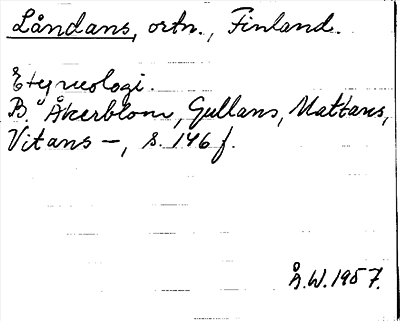 Låndans, ortn., Finland.
Etymologi.
B. Åkerblom, Gullans, Mattans,
Vitans –, s. 146 f.
Å.W. 1957.